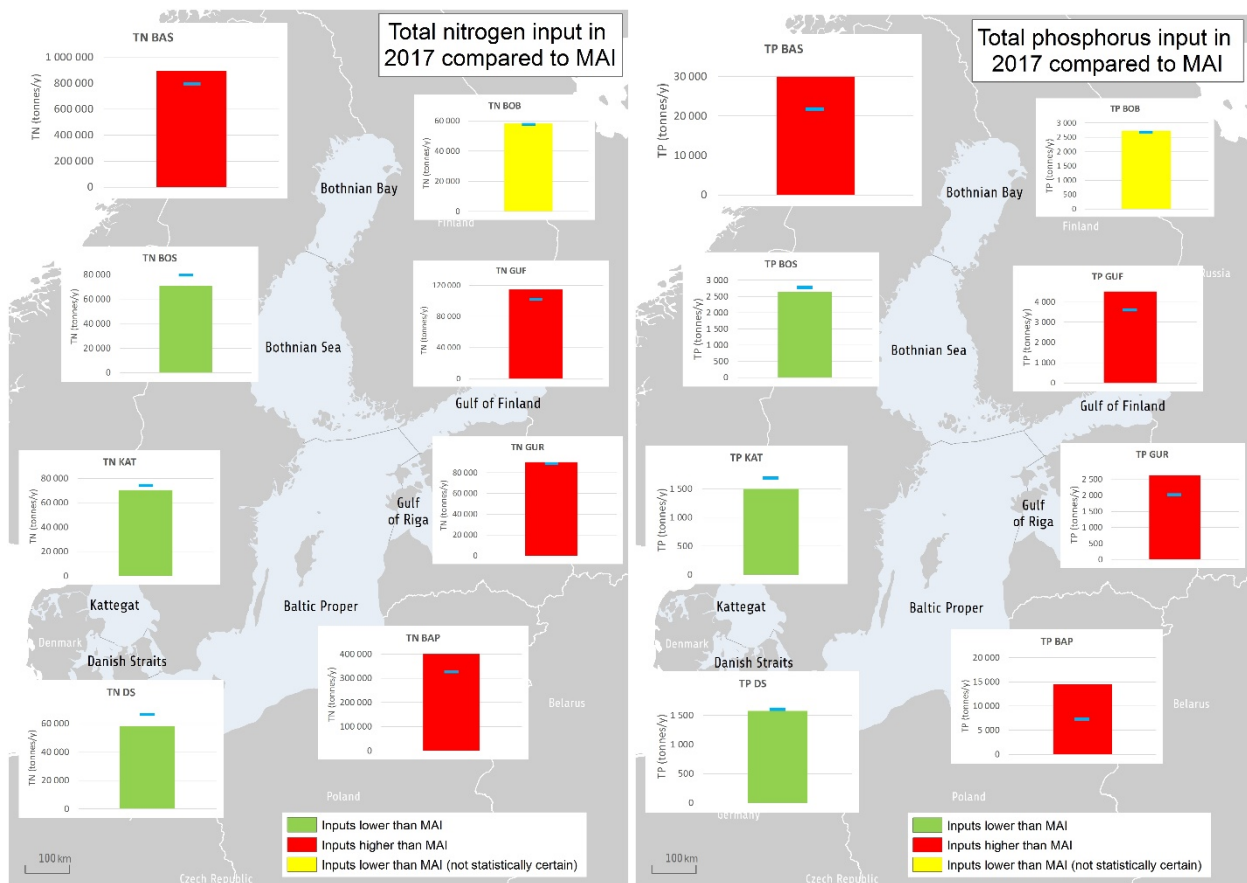 Total nitrogen input in
2017 compared to MAI
TN BAS
TN (tonnes/y)
1 000 000
800 000
600 000
400 000
200 000
0
TN BOB
TN (tonnes/y)
60 000
40 000
20 000
0
Bothnian Bay
Finland
TN BOS
TN (tonnes/y)
80 000
60 000
40 000
20 000
0
TN GUF
TN (tonnes/y)
120 000
80 000
40 000
0
Bothnian Sea
Gulf of Finland
TN KAT
TN (tonnes/y)
80 000
60 000
40 000
20 000
0
TN GUR
TN (tonnes/y)
80 000
60 000
40 000
20 000
0
Gulf
of Riga
Kattegat
Baltic Proper
Denmark
Danish Straits
TN BAP
TN (tonnes/y)
400 000
300 000
200 000
100 000
0
Belarus
TN DS
TN (tonnes/y)
60 000
40 000
20 000
0
Poland
Inputs lower than MAI
Inputs higher than MAI
Inputs lower than MAI (not statistically certain)
100 km
Czech Republic
Total phosphorus input in
2017 compared to MAI
TP BAS
TP (tonnes/y)
30 000
20 000
10 000
0
TP BOB
TP (tonnes/y)
3 000
2 500
2 000
1 500
1 000
500
0
Bothnian Bay
Finland
Russia
TP BOS
TP (tonnes/y)
3 000
2 500
2 000
1 500
1 000
500
0
TP GUF
TP (tonnes/y)
4 000
3 000
2 000
1 000
0
Bothnian Sea
Gulf of Finland
TP KAT
TP (tonnes/y)
1 500
1 000
500
0
TP GUR
TP (tonnes/y)
2 500
2 000
1 500
1 000
500
0
Gulf
of Riga
Kattegat
Baltic Proper
Denmark
Danish Straits
TP BAP
TP (tonnes/y)
20 000
15 000
10 000
5 000
0
Belarus
TP DS
TP (tonnes/y)
1 500
1 000
500
0
Poland
Germany
Inputs lower than MAI
Inputs higher than MAI
Inputs lower than MAI (not statistically certain)
100 km
Czech Republic